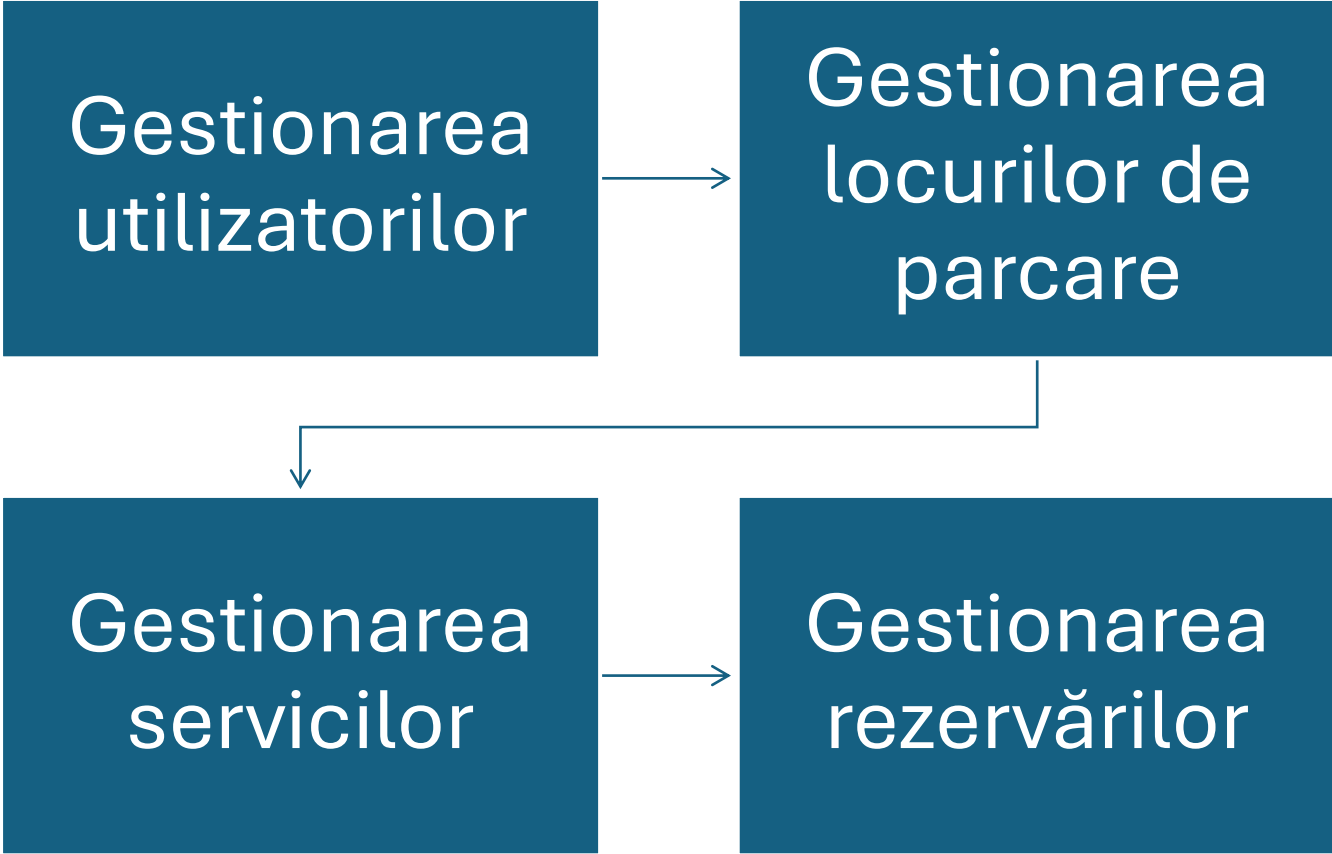 Gestionarea
utilizatorilor
Gestionarea
locurilor de
parcare
Gestionarea
servicilor
Gestionarea
rezervărilor